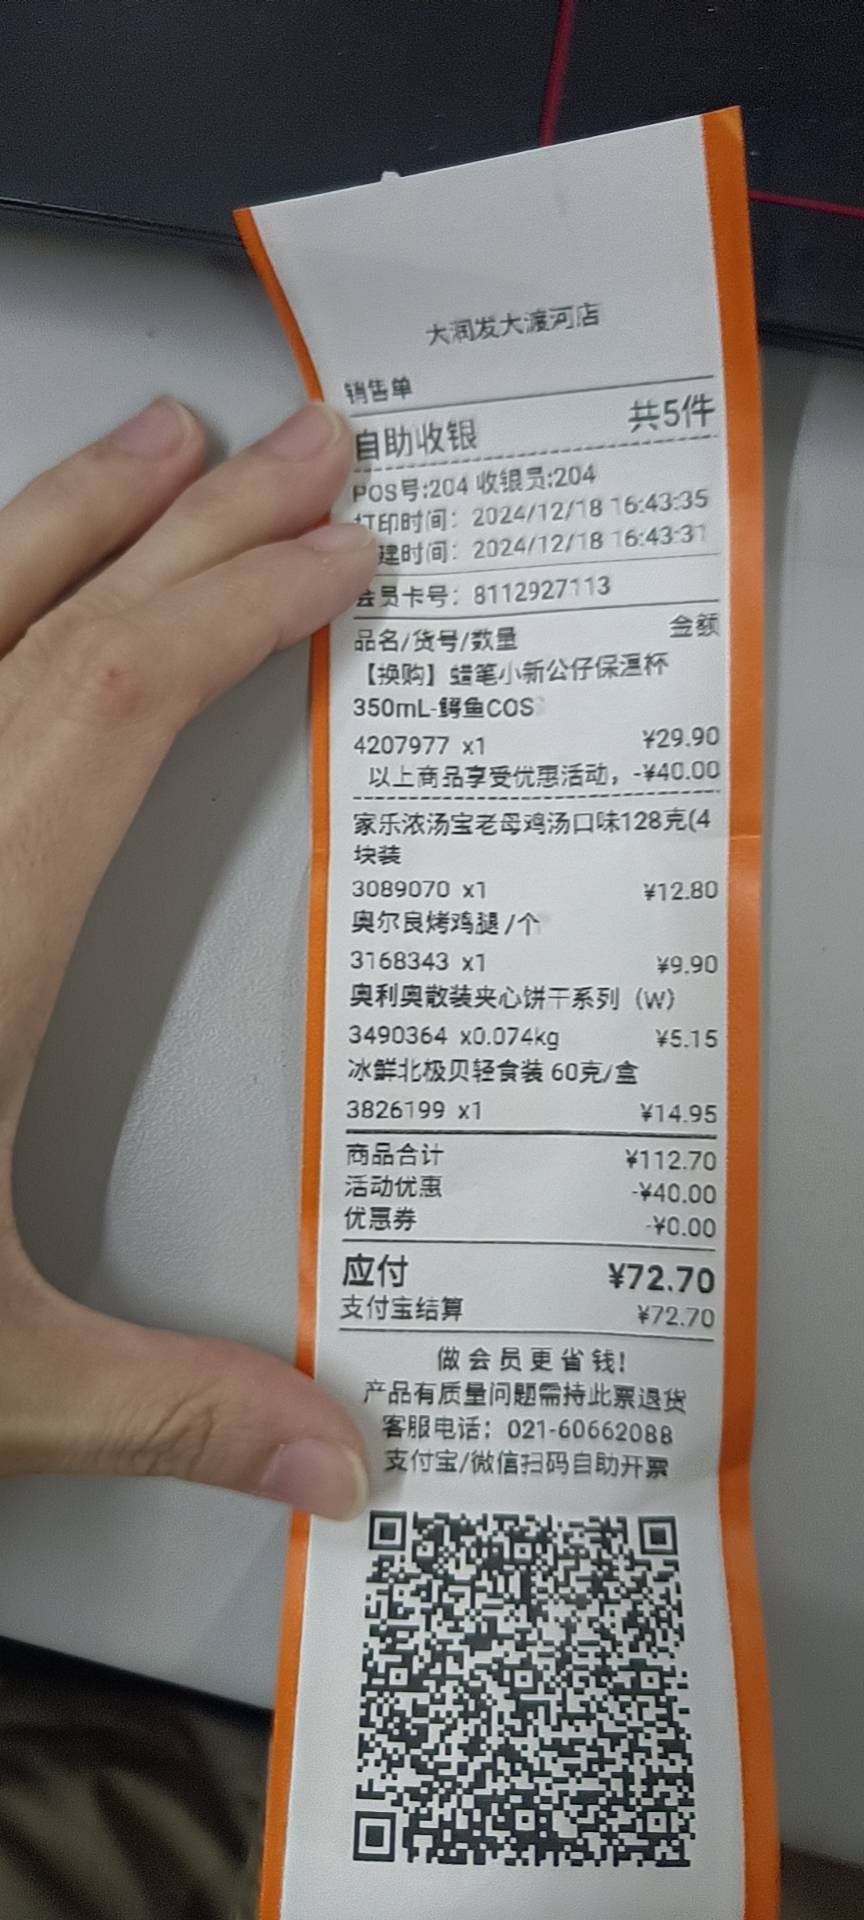 大润发大渡河店
销售单
自助收银 共5件
POS号:204 收银员:204
打印时间: 2024/12/18 16:43:35
建时间: 2024/12/18 16:43:31
会员卡号: 8112927113
品名/货号/数量 金额
【换购】蜡笔小新公仔保温杯
350mL-鳄鱼COS
4207977 x1 ¥29.90
以上商品享受优惠活动, -¥40.00
家乐浓汤宝老母鸡汤口味128克(4
块装
3089070 x1 ¥12.80
奥尔良烤鸡腿/个
3168343 x1 ¥9.90
奥利奥散装夹心饼干系列（W）
3490364 x0.074kg ¥5.15
冰鲜北极贝轻食装 60克/盒
3826199 x1 ¥14.95
商品合计 ¥112.70
活动优惠 -¥40.00
优惠券 -¥0.00
应付 ¥72.70
支付宝结算 ¥72.70
做会员更省钱!
产品有质量问题需持此票退货
客服电话: 021-60662088
支付宝/微信扫码自助开票